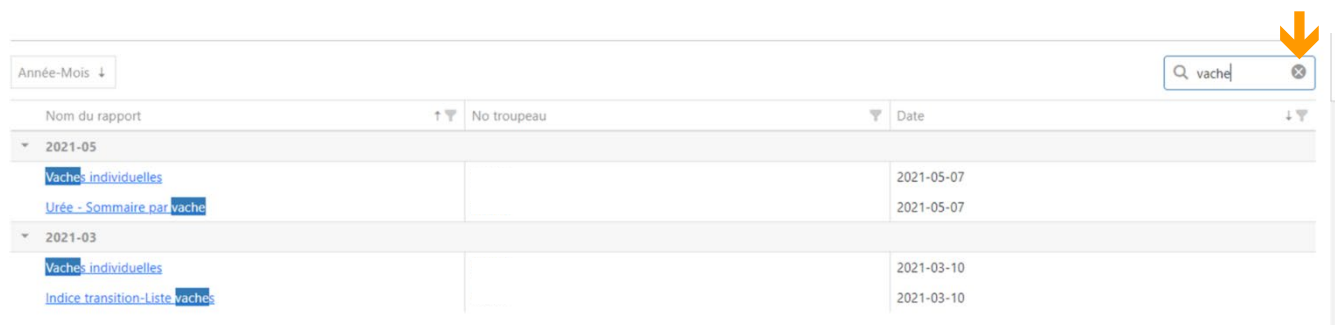 Année-Mois ↓
vache
Nom du rapport No troupeau Date
2021-05
Vaches individuelles 2021-05-07
Urée - Sommaire par vache 2021-05-07
2021-03
Vaches individuelles 2021-03-10
Indice transition-Liste vaches 2021-03-10